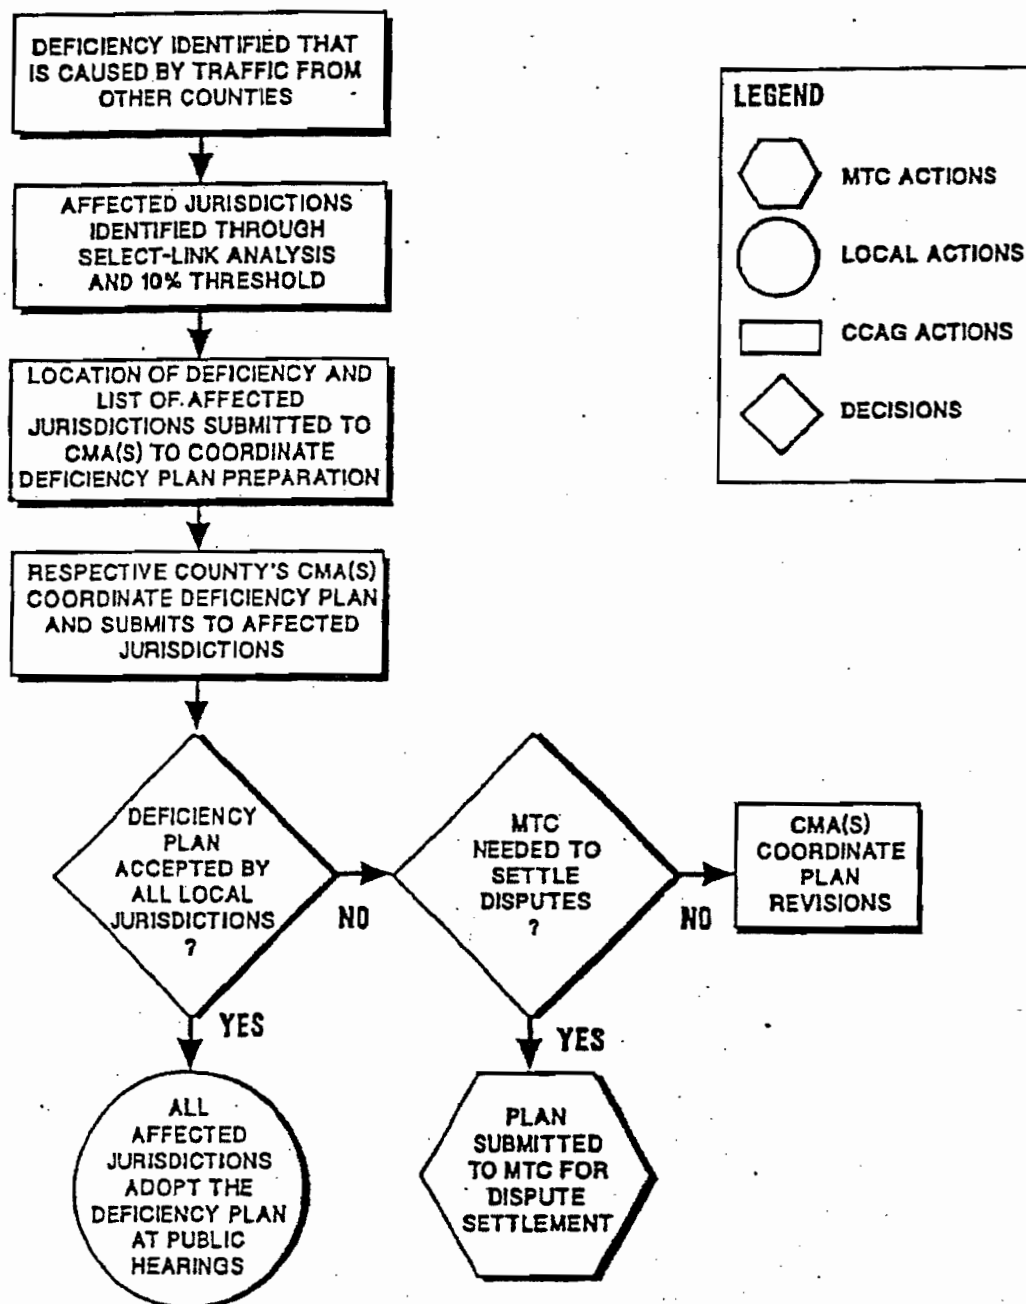 DEFICIENCY IDENTIFIED THAT
IS CAUSED BY TRAFFIC FROM
OTHER COUNTIES
AFFECTED JURISDICTIONS
IDENTIFIED THROUGH
SELECT-LINK ANALYSIS
AND 10% THRESHOLD
LOCATION OF DEFICIENCY AND
LIST OF AFFECTED
JURISDICTIONS SUBMITTED TO
CMA(S) TO COORDINATE
DEFICIENCY PLAN PREPARATION
RESPECTIVE COUNTY'S CMA(S)
COORDINATE DEFICIENCY PLAN
AND SUBMITS TO AFFECTED
JURISDICTIONS
DEFICIENCY
PLAN
ACCEPTED BY
ALL LOCAL
JURISDICTIONS
?
NO
YES
MTC
NEEDED TO
SETTLE
DISPUTES
?
NO
YES
CMA(S)
COORDINATE
PLAN
REVISIONS
ALL
AFFECTED
JURISDICTIONS
ADOPT THE
DEFICIENCY PLAN
AT PUBLIC
HEARINGS
PLAN
SUBMITTED
TO MTC FOR
DISPUTE
SETTLEMENT
LEGEND
MTC ACTIONS
LOCAL ACTIONS
CCAG ACTIONS
DECISIONS